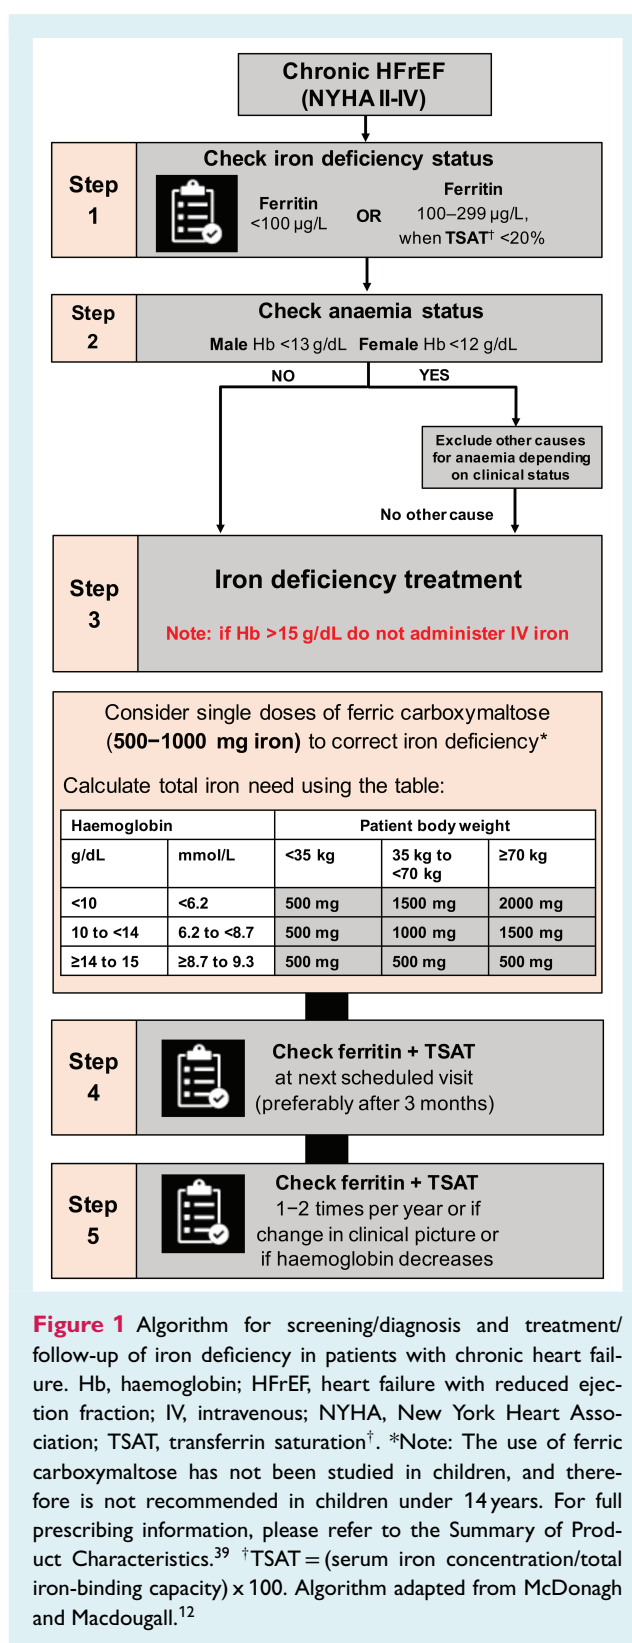 Chronic HFrEF
(NYHA II-IV)
Step
1
Check iron deficiency status
Ferritin
<100 µg/L
OR
Ferritin
100–299 µg/L,
when TSAT† <20%
Step
2
Check anaemia status
Male Hb <13 g/dL Female Hb <12 g/dL
NO
YES
Exclude other causes
for anaemia depending
on clinical status
No other cause
Step
3
Iron deficiency treatment
Note: if Hb >15 g/dL do not administer IV iron
Consider single doses of ferric carboxymaltose
(500−1000 mg iron) to correct iron deficiency*
Calculate total iron need using the table:
Haemoglobin Patient body weight
g/dL mmol/L <35 kg 35 kg to <70 kg ≥70 kg
<10 <6.2 500 mg 1500 mg 2000 mg
10 to <14 6.2 to <8.7 500 mg 1000 mg 1500 mg
≥14 to 15 ≥8.7 to 9.3 500 mg 500 mg 500 mg
Step
4
Check ferritin + TSAT
at next scheduled visit
(preferably after 3 months)
Step
5
Check ferritin + TSAT
1−2 times per year or if
change in clinical picture or
if haemoglobin decreases
Figure 1 Algorithm for screening/diagnosis and treatment/
follow-up of iron deficiency in patients with chronic heart fail-
ure. Hb, haemoglobin; HFrEF, heart failure with reduced ejec-
tion fraction; IV, intravenous; NYHA, New York Heart Asso-
ciation; TSAT, transferrin saturation†. *Note: The use of ferric
carboxymaltose has not been studied in children, and there-
fore is not recommended in children under 14 years. For full
prescribing information, please refer to the Summary of Prod-
uct Characteristics.39 †TSAT = (serum iron concentration/total
iron-binding capacity) x 100. Algorithm adapted from McDonagh
and Macdougall.12